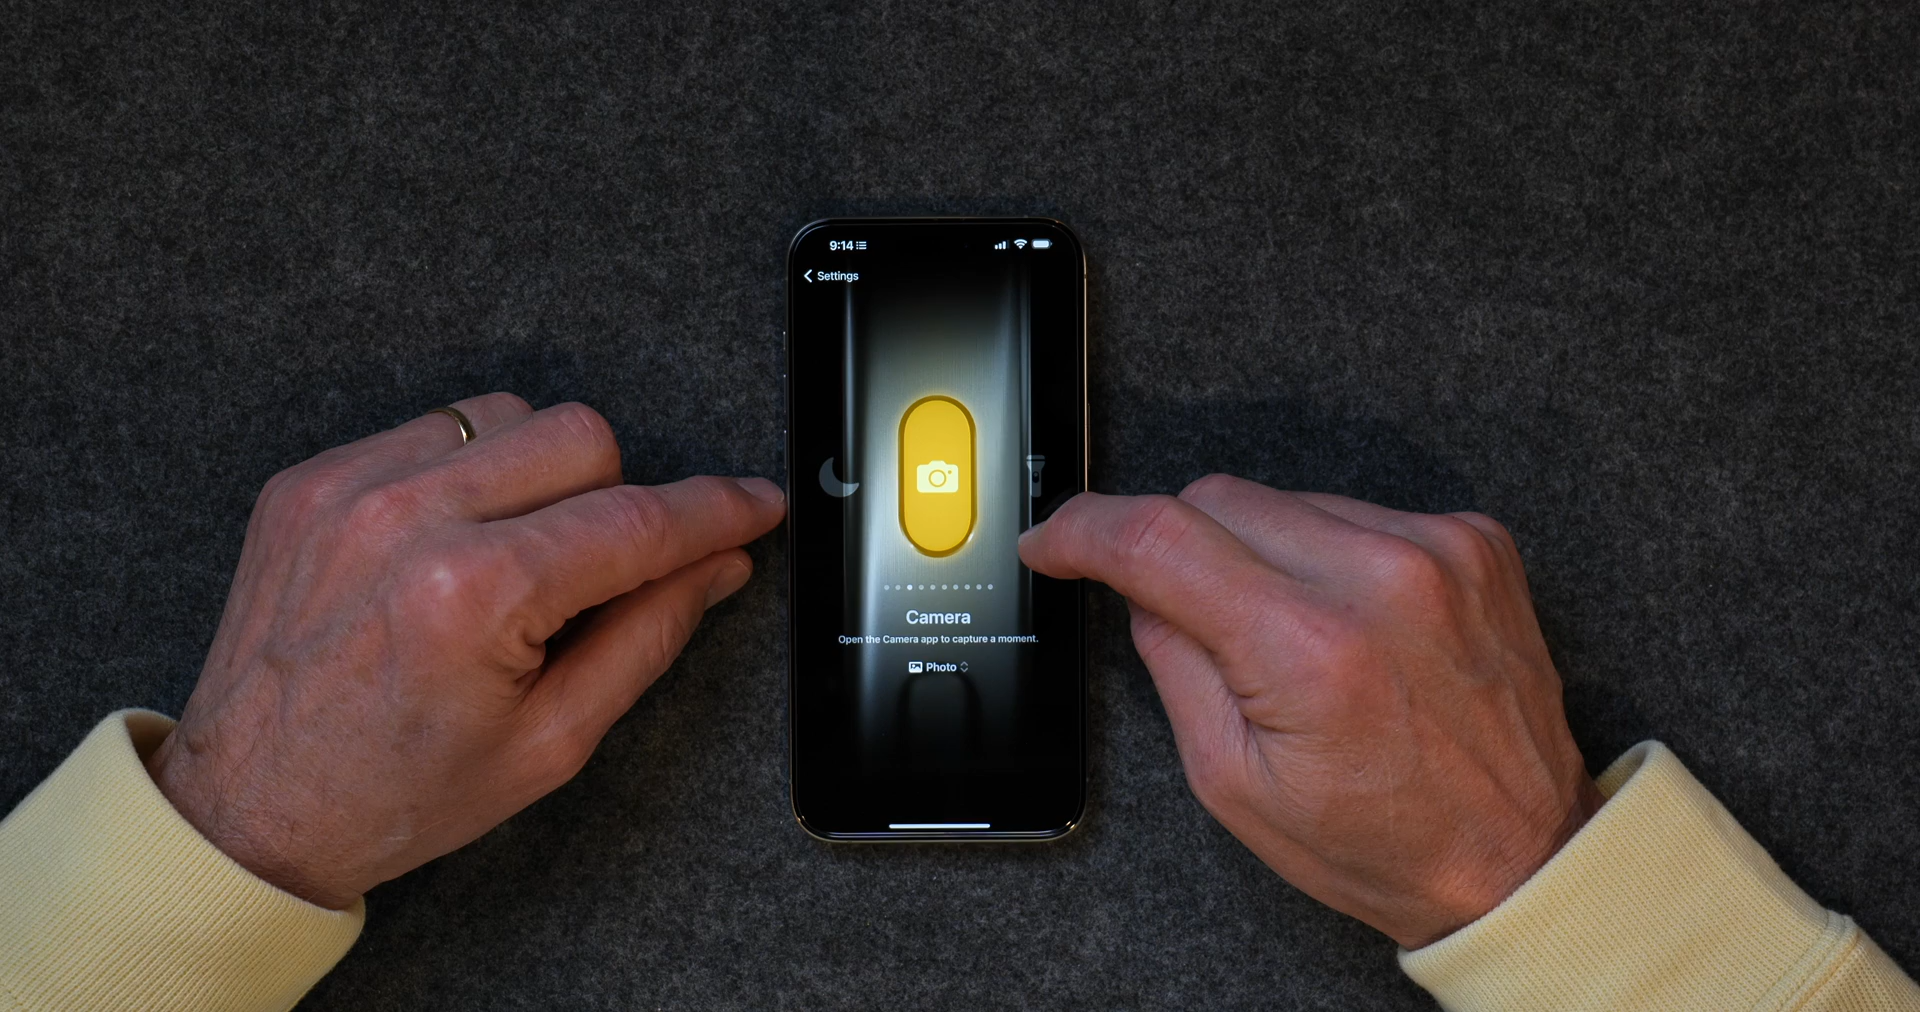 9:14
Settings
Camera
Open the Camera app to capture a moment.
Photo